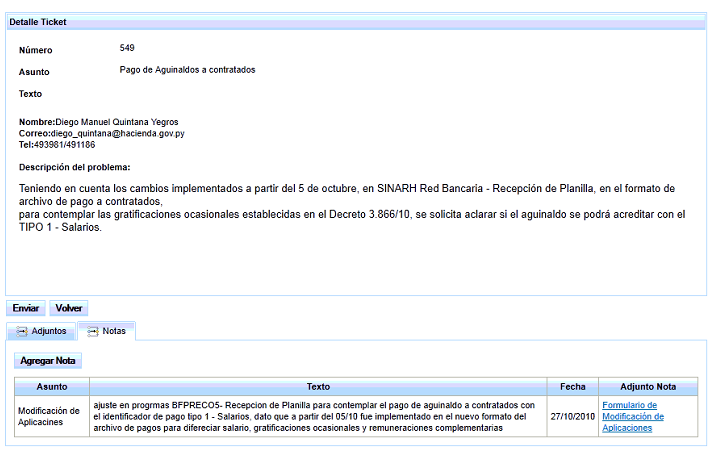 Detalle Ticket
Número 549
Asunto Pago de Aguinaldos a contratados
Texto
Nombre:Diego Manuel Quintana Yegros
Correo:diego_quintana@hacienda.gov.py
Tel:493981/491186
Descripción del problema:
Teniendo en cuenta los cambios implementados a partir del 5 de octubre, en SINARH Red Bancaria - Recepción de Planilla, en el formato de
archivo de pago a contratados,
para contemplar las gratificaciones ocasionales establecidas en el Decreto 3.866/10, se solicita aclarar si el aguinaldo se podrá acreditar con el
TIPO 1 - Salarios.
Enviar Volver
Adjuntos Notas
Agregar Nota
Asunto Texto Fecha Adjunto Nota
Modificación de
Aplicacines
ajuste en progrmas BFPRECO5- Recepcion de Planilla para contemplar el pago de aguinaldo a contratados con
el identificador de pago tipo 1 - Salarios, dato que a partir del 05/10 fue implementado en el nuevo formato del
archivo de pagos para difereciar salario, gratificaciones ocasionales y remuneraciones complementarias
27/10/2010
Formulario de
Modificación de
Aplicaciones